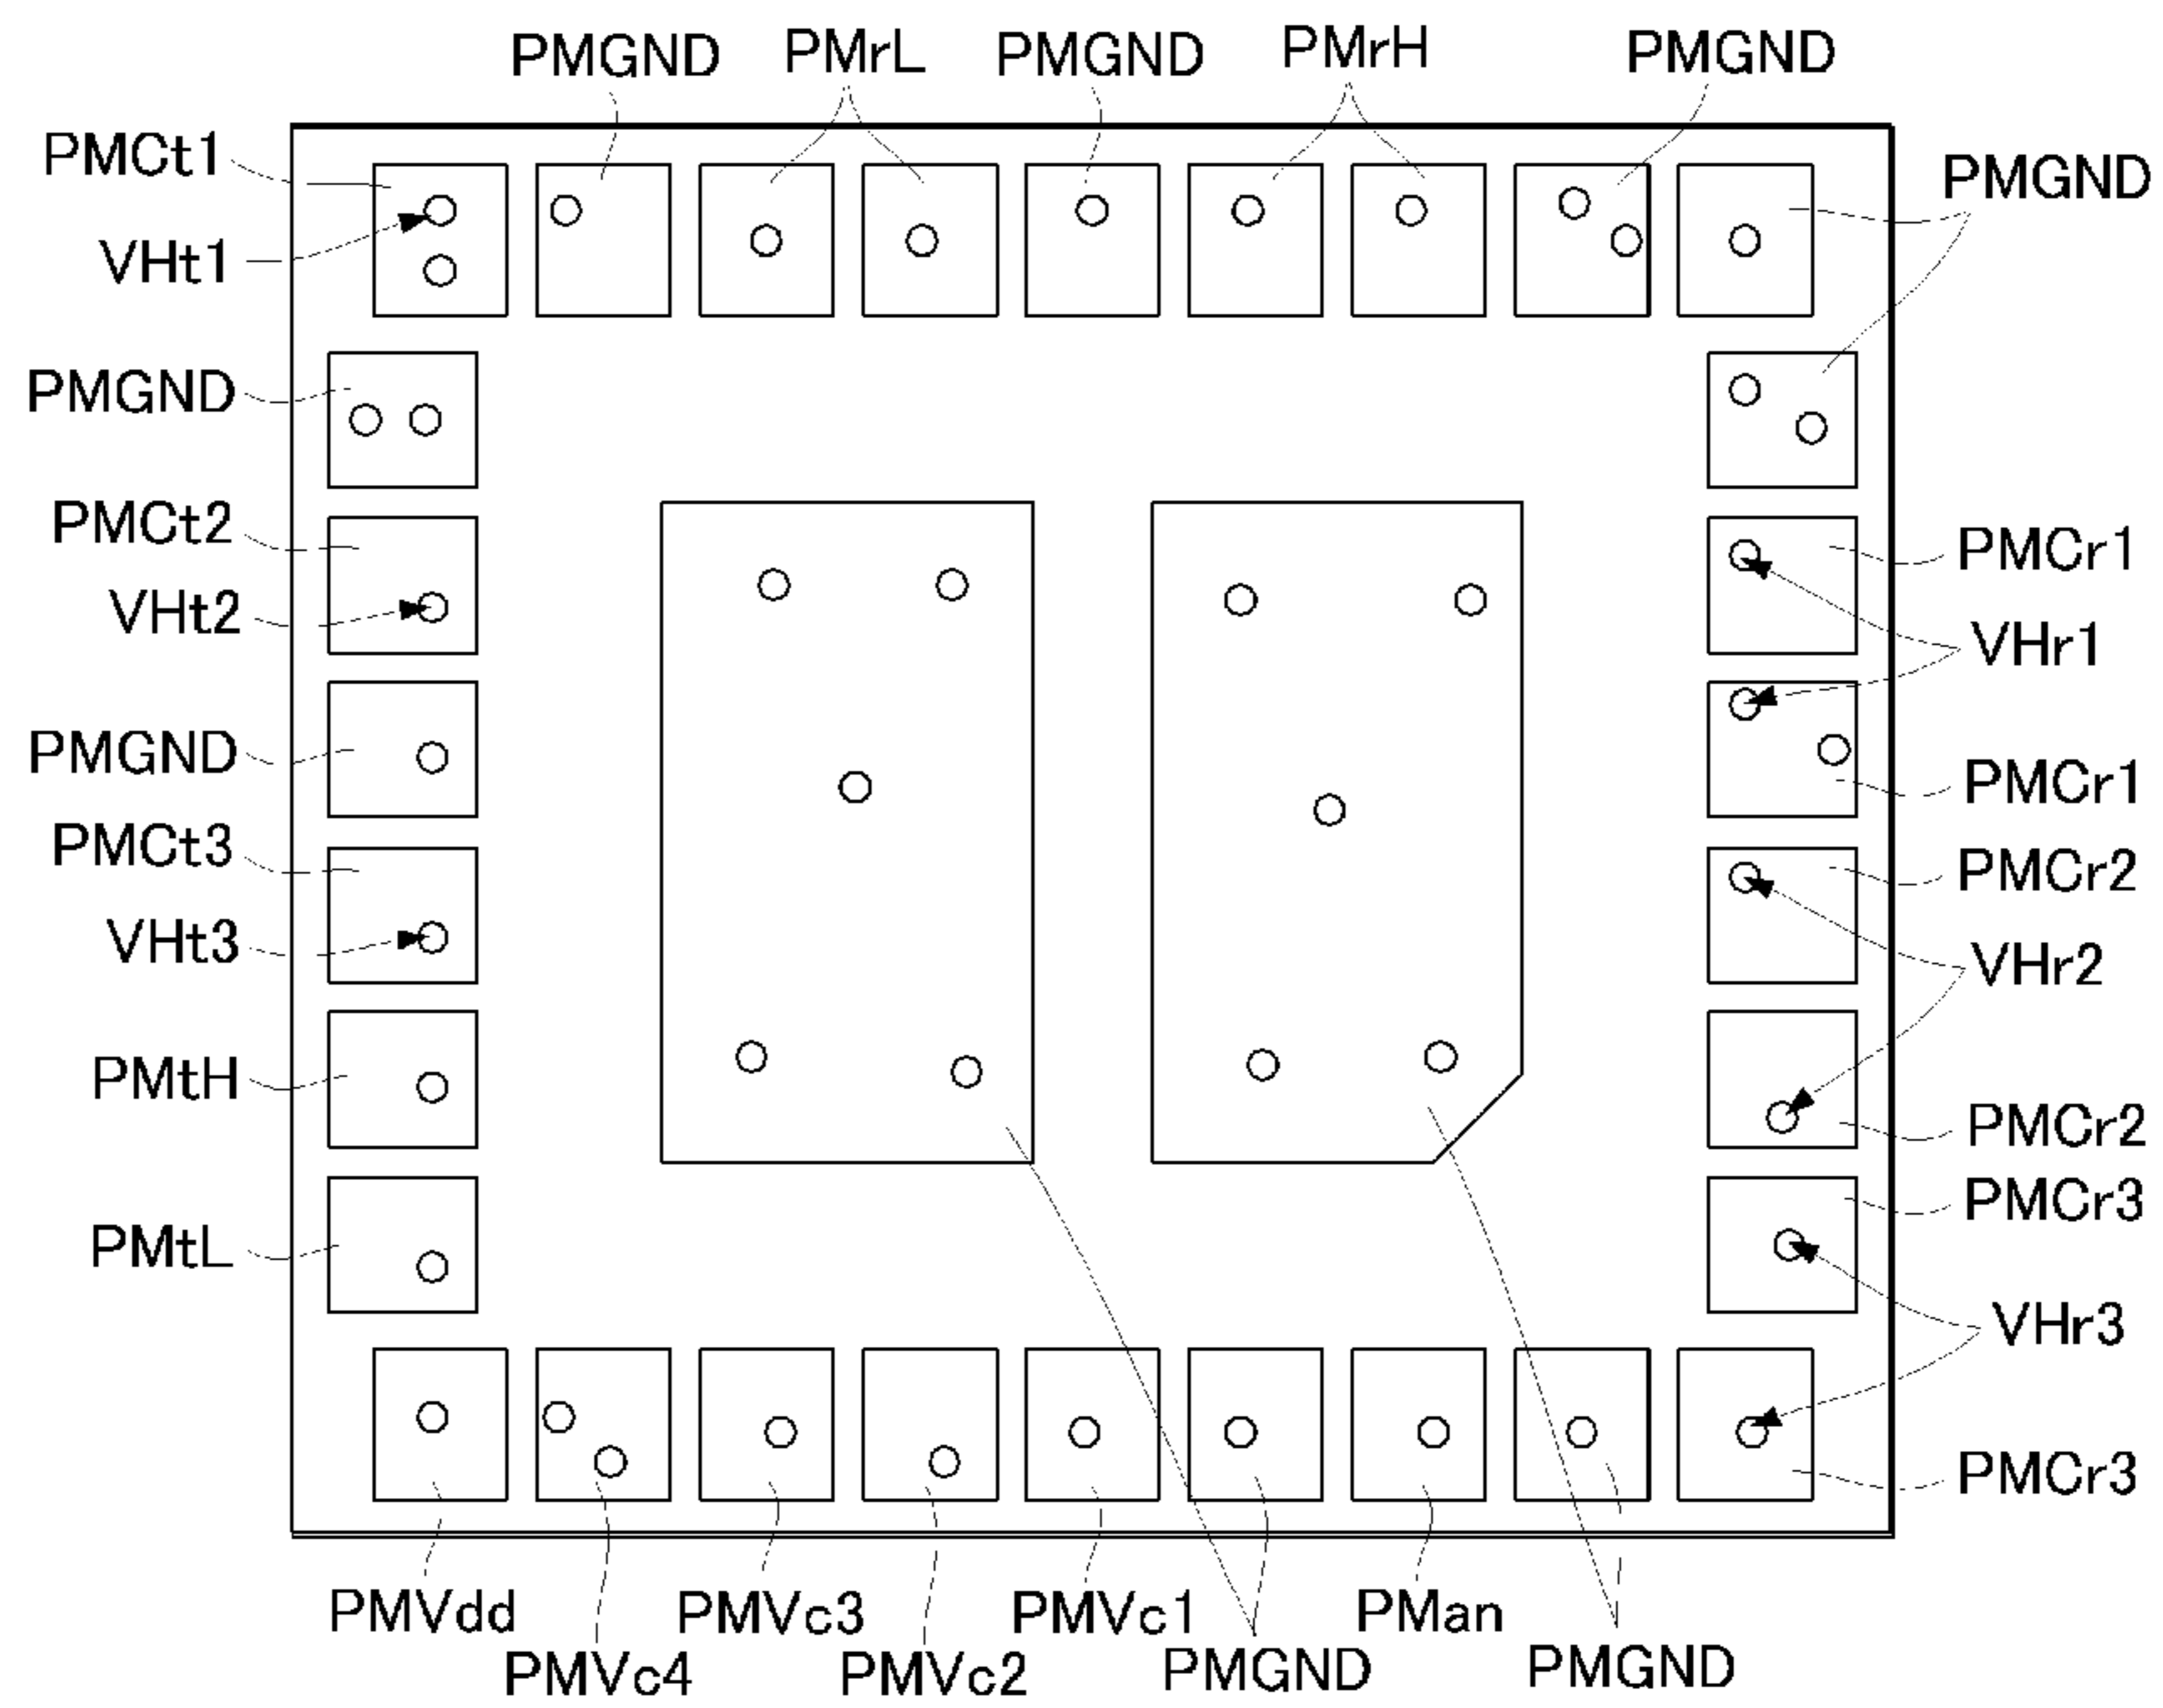 PMGND
PMrL
PMGND
PMrH
PMGND
PMCt1
PMGND
VHt1
PMGND
PMCt2
PMCr1
VHt2
VHr1
PMGND
PMCr1
PMCt3
PMCr2
VHt3
VHr2
PMtH
PMCr2
PMCr3
PMtL
VHr3
PMCr3
PMVdd
PMVc3
PMVc1
PMan
PMVc4
PMVc2
PMGND
PMGND